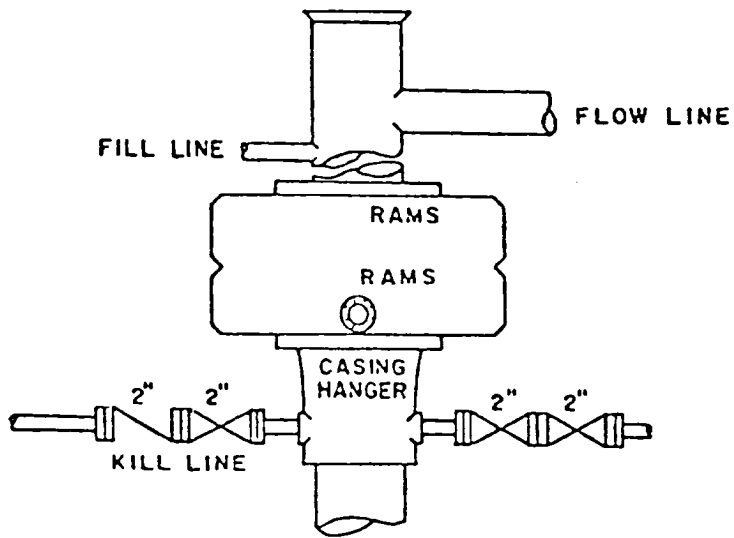 FLOW LINE
FILL LINE
RAMS
RAMS
CASING
HANGER
2" 2"
2" 2"
KILL LINE